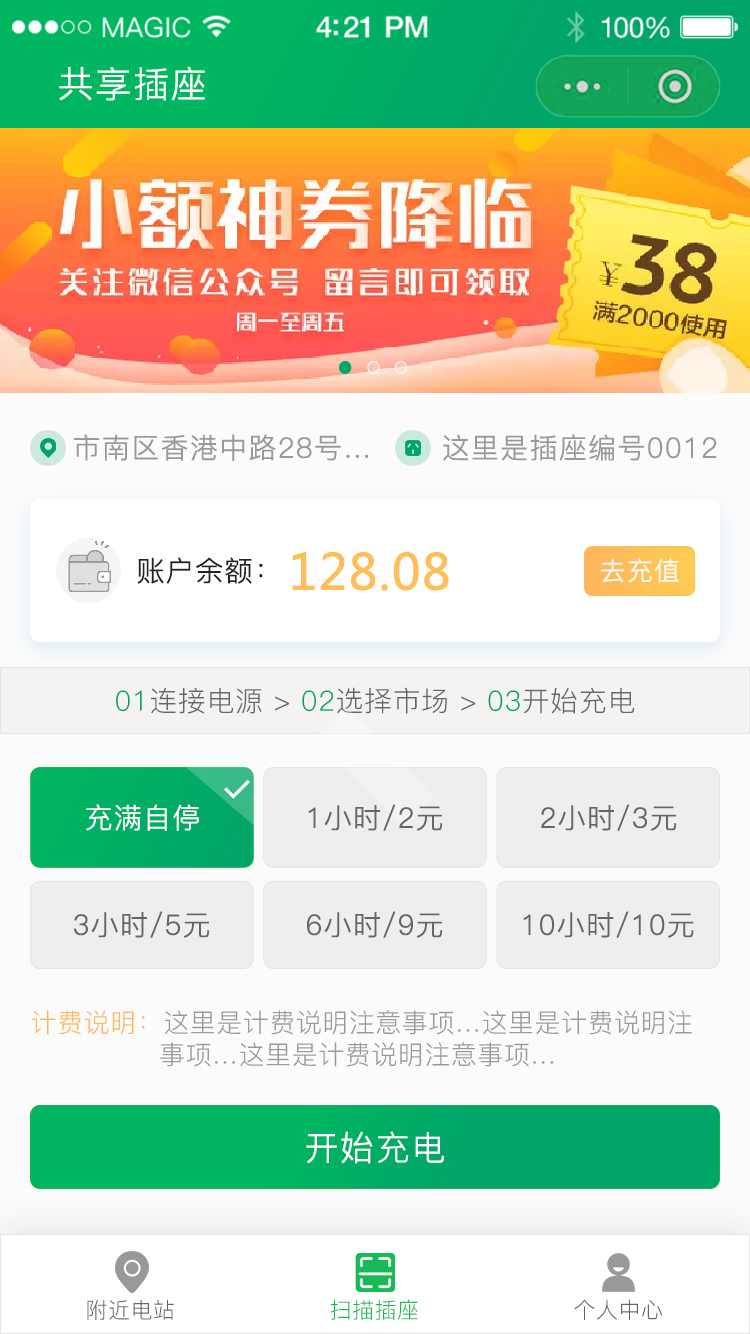 MAGIC 4:21 PM 100%
共享插座
小额神券降临
关注微信公众号 留言即可领取
周一至周五
¥38
满2000使用
市南区香港中路28号... 这里是插座编号0012
账户余额: 128.08 去充值
01连接电源 > 02选择市场 > 03开始充电
充满自停 1小时/2元 2小时/3元
3小时/5元 6小时/9元 10小时/10元
计费说明: 这里是计费说明注意事项...这里是计费说明注
事项...这里是计费说明注意事项...
开始充电
附近电站 扫描插座 个人中心